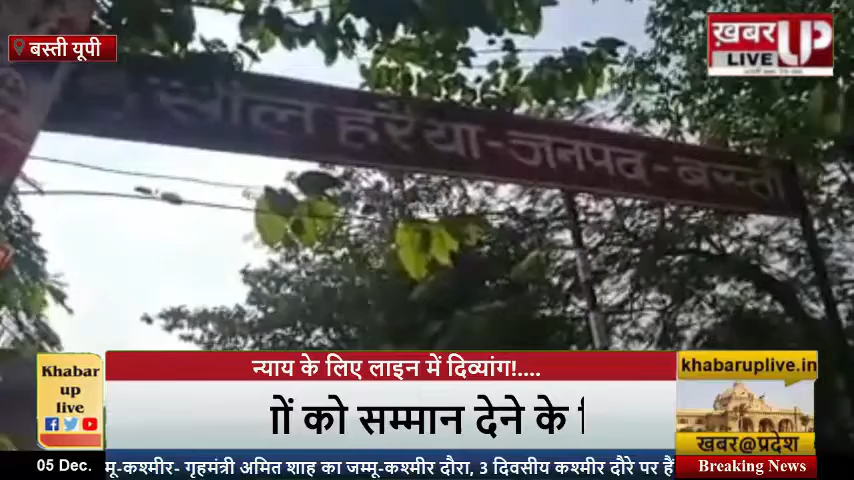 बस्ती यूपी
ख़बर UP
LIVE
हरैया-जनपद-बस्ती
Khabar
up
live
न्याय के लिए लाइन में दिव्यांग!....
को सम्मान देने के
khabaruplive.in
खबर@प्रदेश
05 Dec.
मू-कश्मीर- गृहमंत्री अमित शाह का जम्मू-कश्मीर दौरा, 3 दिवसीय कश्मीर दौरे पर हैं
Breaking News